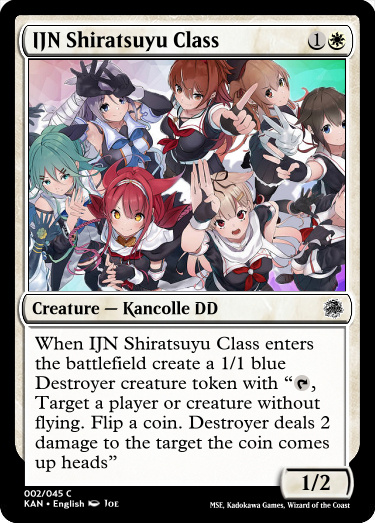 IJN Shiratsuyu Class 1
Creature — Kancolle DD
When IJN Shiratsuyu Class enters
the battlefield create a 1/1 blue
Destroyer creature token with “ ,
Target a player or creature without
flying. Flip a coin. Destroyer deals 2
damage to the target the coin comes
up heads”
1/2
002/045 C
KAN • English JOE
MSE, Kadokawa Games, Wizard of the Coast